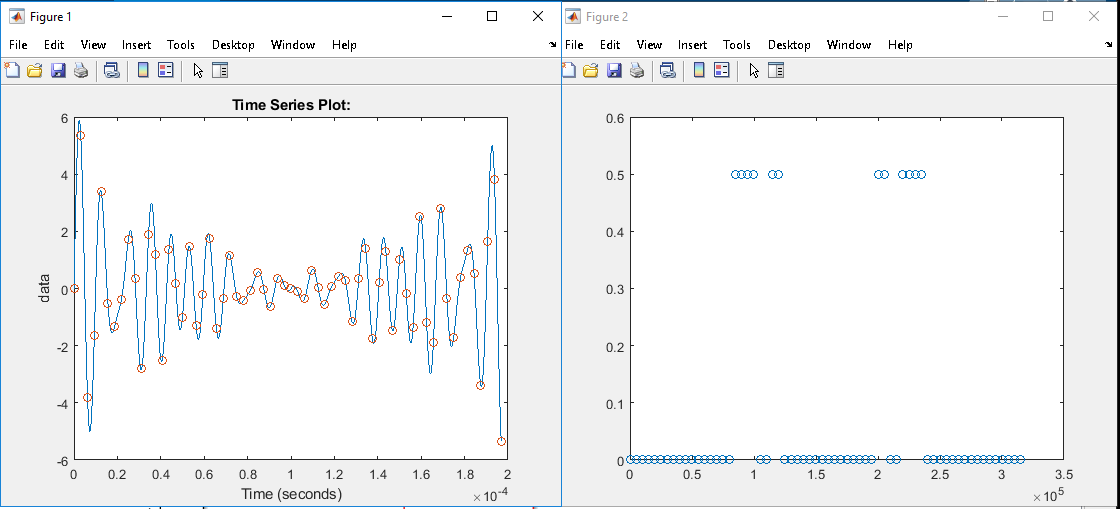 Figure 1
File Edit View Insert Tools Desktop Window Help
Time Series Plot:
6
4
2
0
-2
-4
-6
data
0 0.2 0.4 0.6 0.8 1 1.2 1.4 1.6 1.8 2
Time (seconds)
×10^-4
Figure 2
File Edit View Insert Tools Desktop Window Help
0.6
0.5
0.4
0.3
0.2
0.1
0
0 0.5 1 1.5 2 2.5 3 3.5
×10^5